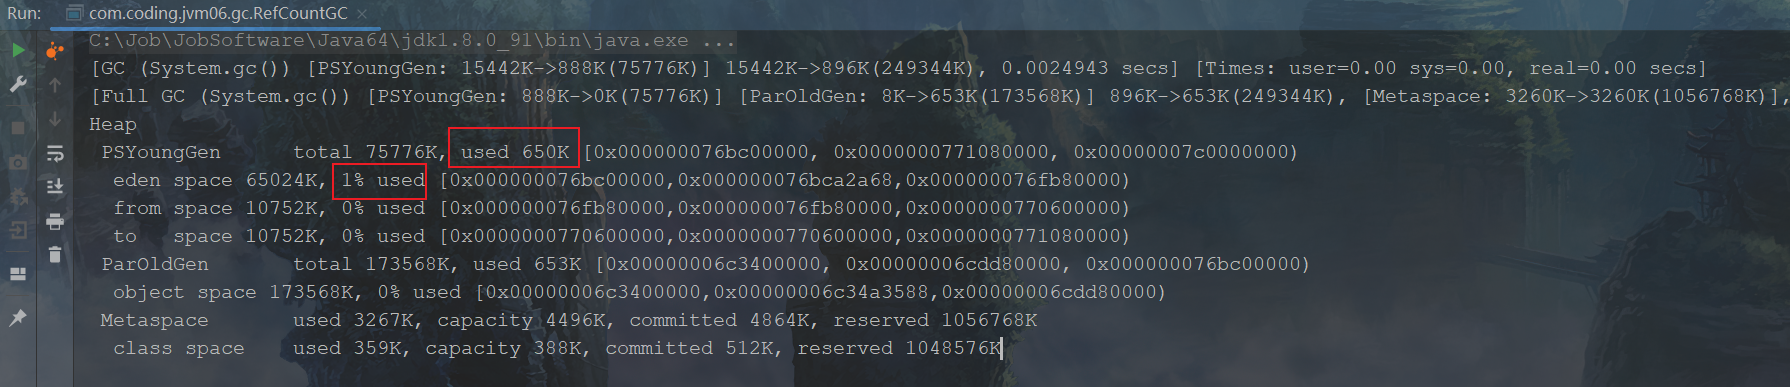 Run: com.coding.jvm06.gc.RefCountGC ×
C:\Job\JobSoftware\Java64\jdk1.8.0_91\bin\java.exe ...
[GC (System.gc()) [PSYoungGen: 15442K->888K(75776K)] 15442K->896K(249344K), 0.0024943 secs] [Times: user=0.00 sys=0.00, real=0.00 secs]
[Full GC (System.gc()) [PSYoungGen: 888K->0K(75776K)] [ParOldGen: 8K->653K(173568K)] 896K->653K(249344K), [Metaspace: 3260K->3260K(1056768K)],
Heap
PSYoungGen total 75776K, used 650K [0x000000076bc00000, 0x0000000771080000, 0x00000007c0000000)
eden space 65024K, 1% used [0x000000076bc00000,0x000000076bca2a68,0x000000076fb80000)
from space 10752K, 0% used [0x000000076fb80000,0x000000076fb80000,0x0000000770600000)
to space 10752K, 0% used [0x0000000770600000,0x0000000770600000,0x0000000771080000)
ParOldGen total 173568K, used 653K [0x00000006c3400000, 0x00000006cdd80000, 0x000000076bc00000)
object space 173568K, 0% used [0x00000006c3400000,0x00000006c34a3588,0x00000006cdd80000)
Metaspace used 3267K, capacity 4496K, committed 4864K, reserved 1056768K
class space used 359K, capacity 388K, committed 512K, reserved 1048576K